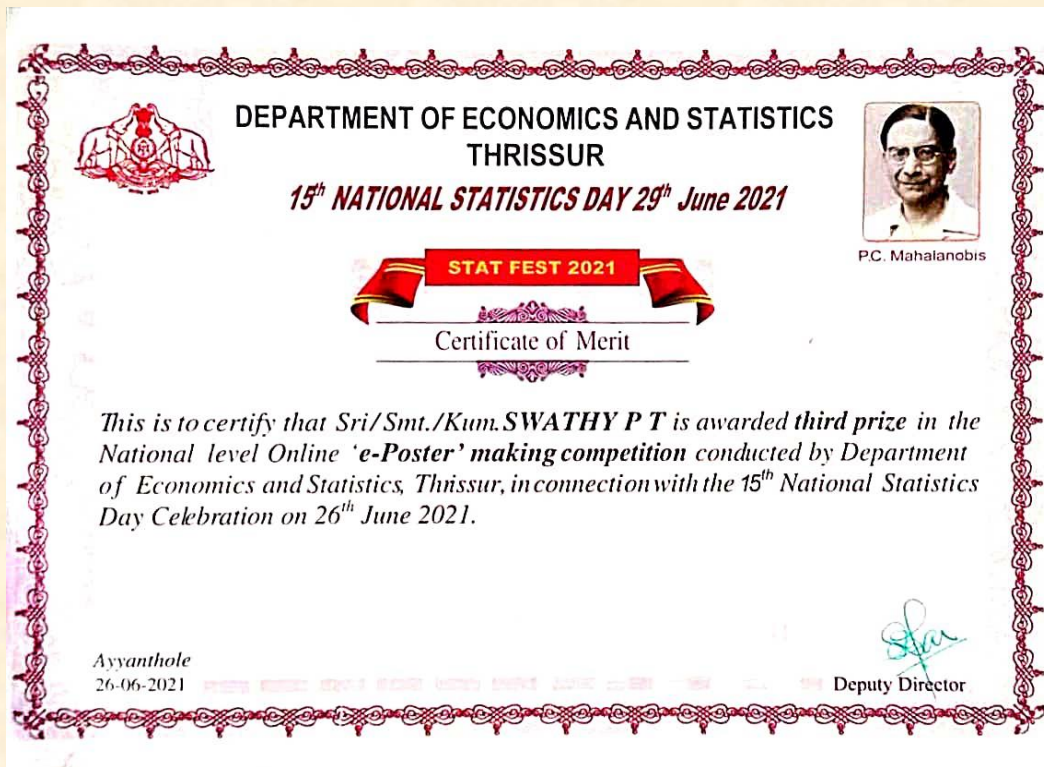 DEPARTMENT OF ECONOMICS AND STATISTICS
THRISSUR
15th NATIONAL STATISTICS DAY 29th June 2021
P.C. Mahalanobis
STAT FEST 2021
Certificate of Merit
This is to certify that Sri/Smt./Kum. SWATHY P T is awarded third prize in the
National level Online ‘e-Poster’ making competition conducted by Department
of Economics and Statistics, Thrissur, in connection with the 15th National Statistics
Day Celebration on 26th June 2021.
Ayyanthole
26-06-2021
Deputy Director